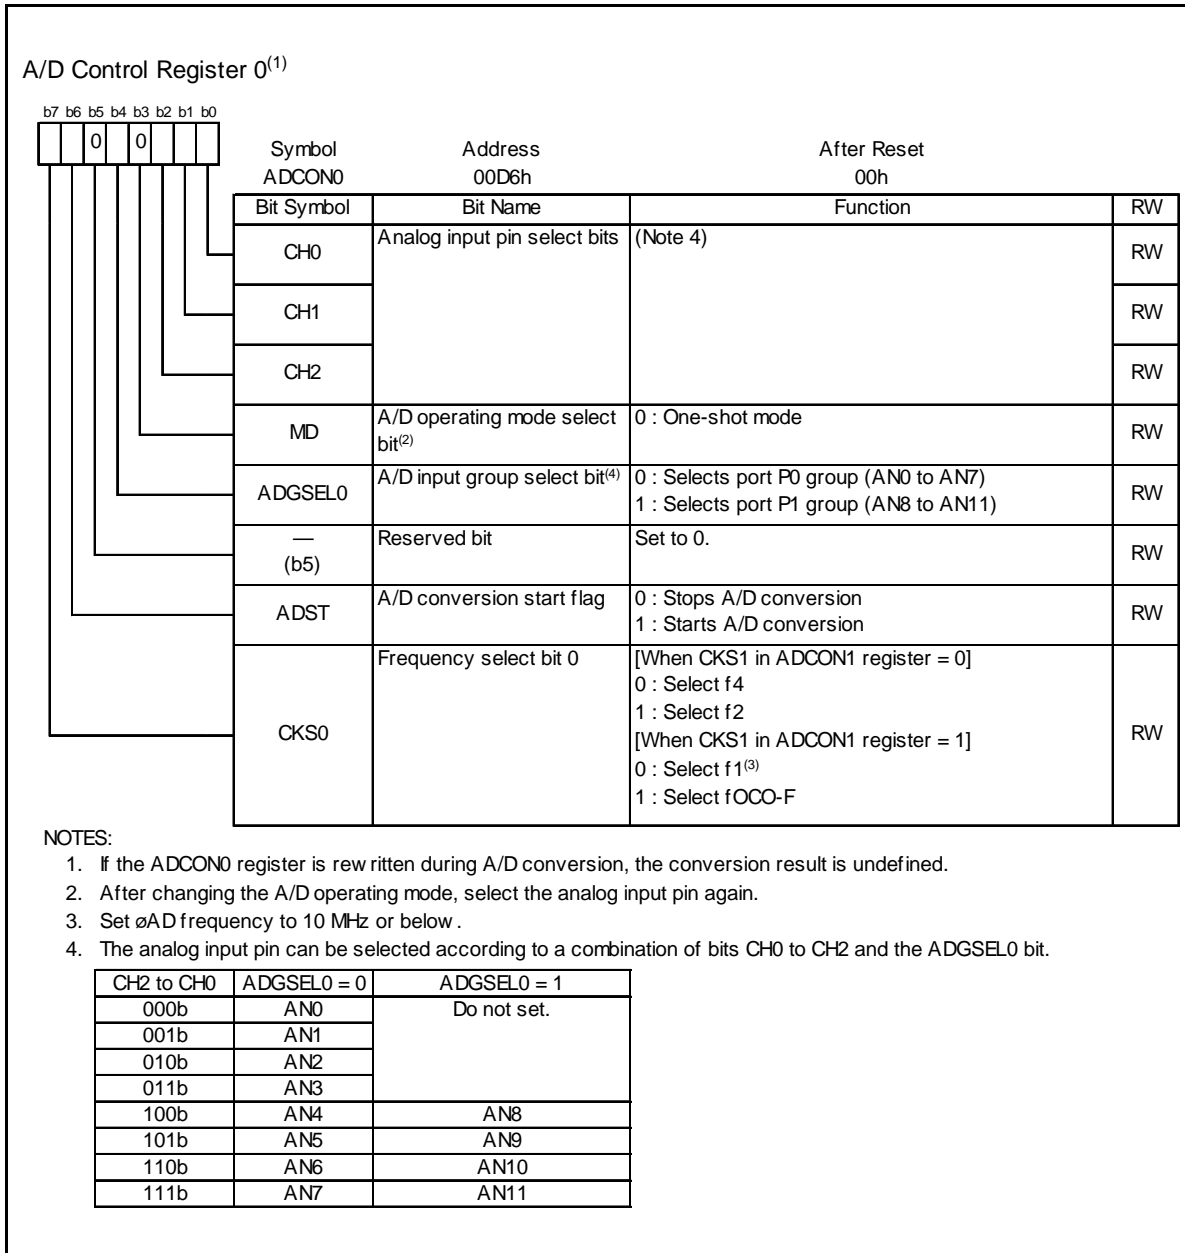 A/D Control Register 0(1)
b7 b6 b5 b4 b3 b2 b1 b0
0 0
Symbol Address After Reset
ADCON0 00D6h 00h
Bit Symbol Bit Name Function RW
CH0 Analog input pin select bits (Note 4) RW
CH1 RW
CH2 RW
MD A/D operating mode select bit(2) 0 : One-shot mode RW
ADGSEL0 A/D input group select bit(4) 0 : Selects port P0 group (AN0 to AN7)
1 : Selects port P1 group (AN8 to AN11) RW
— (b5) Reserved bit Set to 0. RW
ADST A/D conversion start flag 0 : Stops A/D conversion
1 : Starts A/D conversion RW
CKS0 Frequency select bit 0 [When CKS1 in ADCON1 register = 0]
0 : Select f4
1 : Select f2
[When CKS1 in ADCON1 register = 1]
0 : Select f1(3)
1 : Select fOCO-F RW
NOTES:
1. If the ADCON0 register is rewritten during A/D conversion, the conversion result is undefined.
2. After changing the A/D operating mode, select the analog input pin again.
3. Set øAD frequency to 10 MHz or below.
4. The analog input pin can be selected according to a combination of bits CH0 to CH2 and the ADGSEL0 bit.
CH2 to CH0 ADGSEL0 = 0 ADGSEL0 = 1
000b AN0 Do not set.
001b AN1
010b AN2
011b AN3
100b AN4 AN8
101b AN5 AN9
110b AN6 AN10
111b AN7 AN11